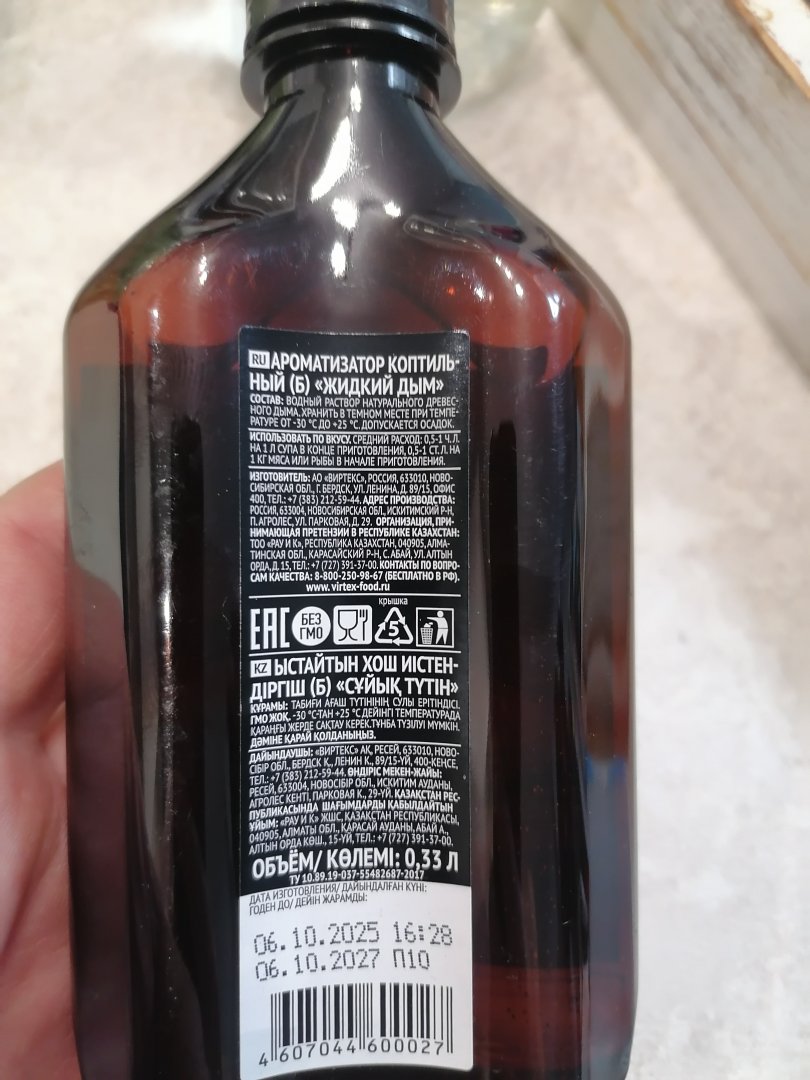 RU АРОМАТИЗАТОР КОПТИЛЬ-
НЫЙ (Б) «ЖИДКИЙ ДЫМ»
СОСТАВ: ВОДНЫЙ РАСТВОР НАТУРАЛЬНОГО ДРЕВЕС-
НОГО ДЫМА. ХРАНИТЬ В ТЕМНОМ МЕСТЕ ПРИ ТЕМПЕ-
РАТУРЕ ОТ -30 °C ДО +25 °C. ДОПУСКАЕТСЯ ОСАДОК.
ИСПОЛЬЗОВАТЬ ПО ВКУСУ. СРЕДНИЙ РАСХОД: 0,5-1 Ч.Л.
НА 1 Л СУПА В КОНЦЕ ПРИГОТОВЛЕНИЯ, 0,5-1 СТ.Л. НА
1 КГ МЯСА ИЛИ РЫБЫ В НАЧАЛЕ ПРИГОТОВЛЕНИЯ.
ИЗГОТОВИТЕЛЬ: АО «ВИРТЕКС», РОССИЯ, 633010, НОВО-
СИБИРСКАЯ ОБЛ., Г. БЕРДСК, УЛ. ЛЕНИНА, Д. 89/15, ОФИС
400, ТЕЛ.: +7 (383) 212-59-44. АДРЕС ПРОИЗВОДСТВА:
РОССИЯ, 633004, НОВОСИБИРСКАЯ ОБЛ., ИСКИТИМСКИЙ Р-Н,
П. АГРОЛЕС, УЛ. ПАРКОВАЯ, Д. 29. ОРГАНИЗАЦИЯ, ПРИ-
НИМАЮЩАЯ ПРЕТЕНЗИИ В РЕСПУБЛИКЕ КАЗАХСТАН:
ТОО «РАУ И К», РЕСПУБЛИКА КАЗАХСТАН, 040905, АЛМА-
ТИНСКАЯ ОБЛ., КАРАСАЙСКИЙ Р-Н, С. АБАЙ, УЛ. АЛТЫН
ОРДА, Д. 15, ТЕЛ.: +7 (727) 391-37-00. КОНТАКТЫ ПО ВОПРО-
САМ КАЧЕСТВА: 8-800-250-98-67 (БЕСПЛАТНО В РФ).
www.virtex-food.ru
крышка
EAC БЕЗ ГМО 5
KZ ЫСТАЙТЫН ХОШ ИІСТЕН-
ДІРГІШ (Б) «СҰЙЫҚ ТҮТІН»
ҚҰРАМЫ: ТАБИҒИ АҒАШ ТҮТІНІНІҢ СУЛЫ ЕРІТІНДІСІ.
ГМО ЖОҚ. -30 °C-ТАН +25 °C ДЕЙІНГІ ТЕМПЕРАТУРАДА
ҚАРАҢҒЫ ЖЕРДЕ САҚТАУ КЕРЕК.ТҰНБА ТҮЗІЛУІ МҮМКІН.
ДӘМІНЕ ҚАРАЙ ҚОЛДАНЫҢЫЗ.
ДАЙЫНДАУШЫ: «ВИРТЕКС» АҚ, РЕСЕЙ, 633010, НОВО-
СІБІР ОБЛ., БЕРДСК Қ., ЛЕНИН К., 89/15-ҮЙ, 400-КЕҢСЕ,
ТЕЛ.: +7 (383) 212-59-44. ӨНДІРІС МЕКЕН-ЖАЙЫ:
РЕСЕЙ, 633004, НОВОСІБІР ОБЛ., ИСКИТИМ АУДАНЫ,
АГРОЛЕС КЕНТІ, ПАРКОВАЯ К., 29-ҮЙ. ҚАЗАҚСТАН РЕС-
ПУБЛИКАСЫНДА ШАҒЫМДАРДЫ ҚАБЫЛДАЙТЫН
ҰЙЫМ: «РАУ И К» ЖШС, ҚАЗАҚСТАН РЕСПУБЛИКАСЫ,
040905, АЛМАТЫ ОБЛ., ҚАРАСАЙ АУДАНЫ, АБАЙ А.,
АЛТЫН ОРДА КӨШ., 15-ҮЙ, ТЕЛ.: +7 (727) 391-37-00.
ОБЪЁМ/ КӨЛЕМІ: 0,33 Л
ТУ 10.89.19-037-55482687-2017
ДАТА ИЗГОТОВЛЕНИЯ/ ДАЙЫНДАЛҒАН КҮНІ:
ГОДЕН ДО/ ДЕЙІН ЖАРАМДЫ:
06.10.2025 16:28
06.10.2027 П10
4 607044 600027